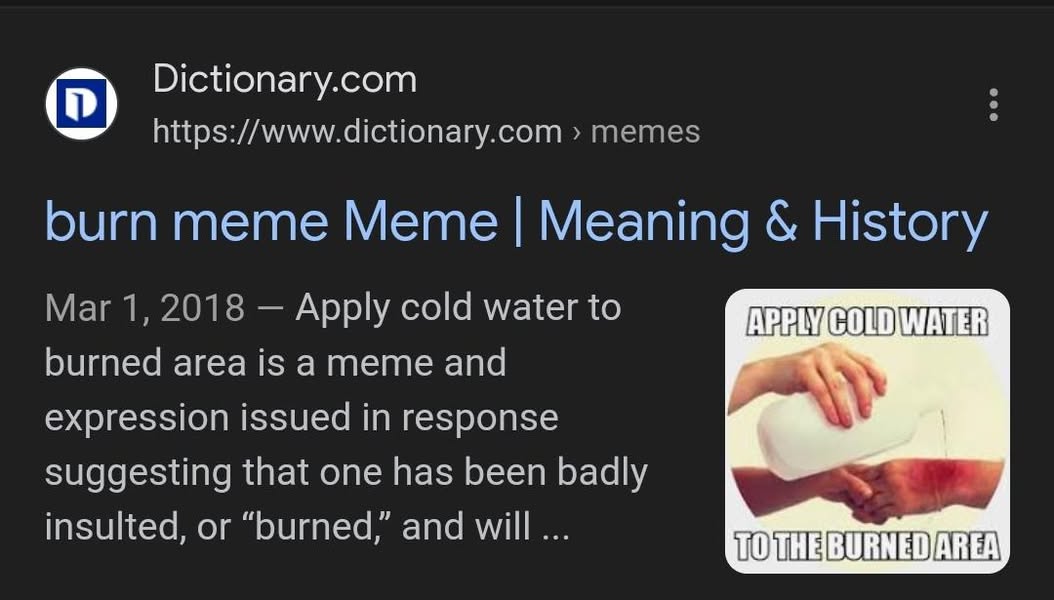 Dictionary.com
https://www.dictionary.com › memes
burn meme Meme | Meaning & History
Mar 1, 2018 — Apply cold water to
burned area is a meme and
expression issued in response
suggesting that one has been badly
insulted, or “burned,” and will ...
APPLY COLD WATER
TO THE BURNED AREA